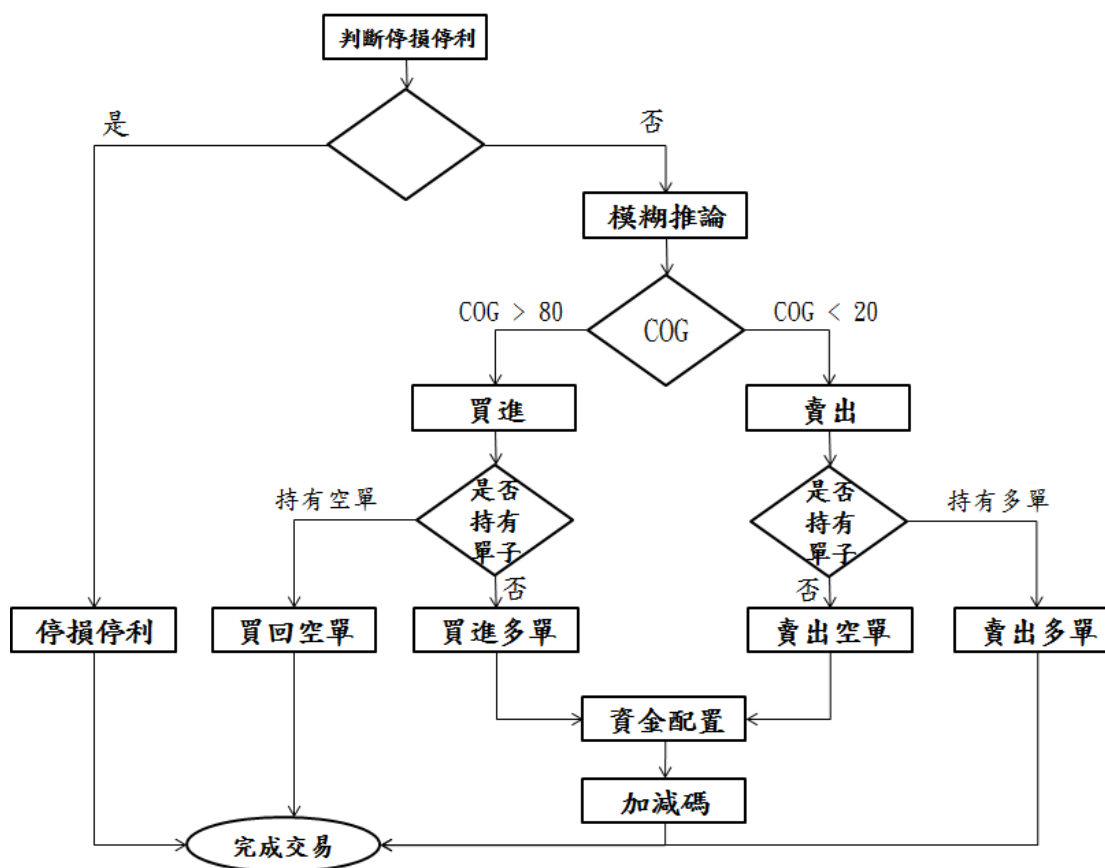 判斷停損停利
是
否
模糊推論
COG > 80
COG
COG < 20
買進
賣出
持有空單
是否
持有
單子
是否
持有
單子
持有多單
否
否
停損停利
買回空單
買進多單
賣出空單
賣出多單
資金配置
加減碼
完成交易